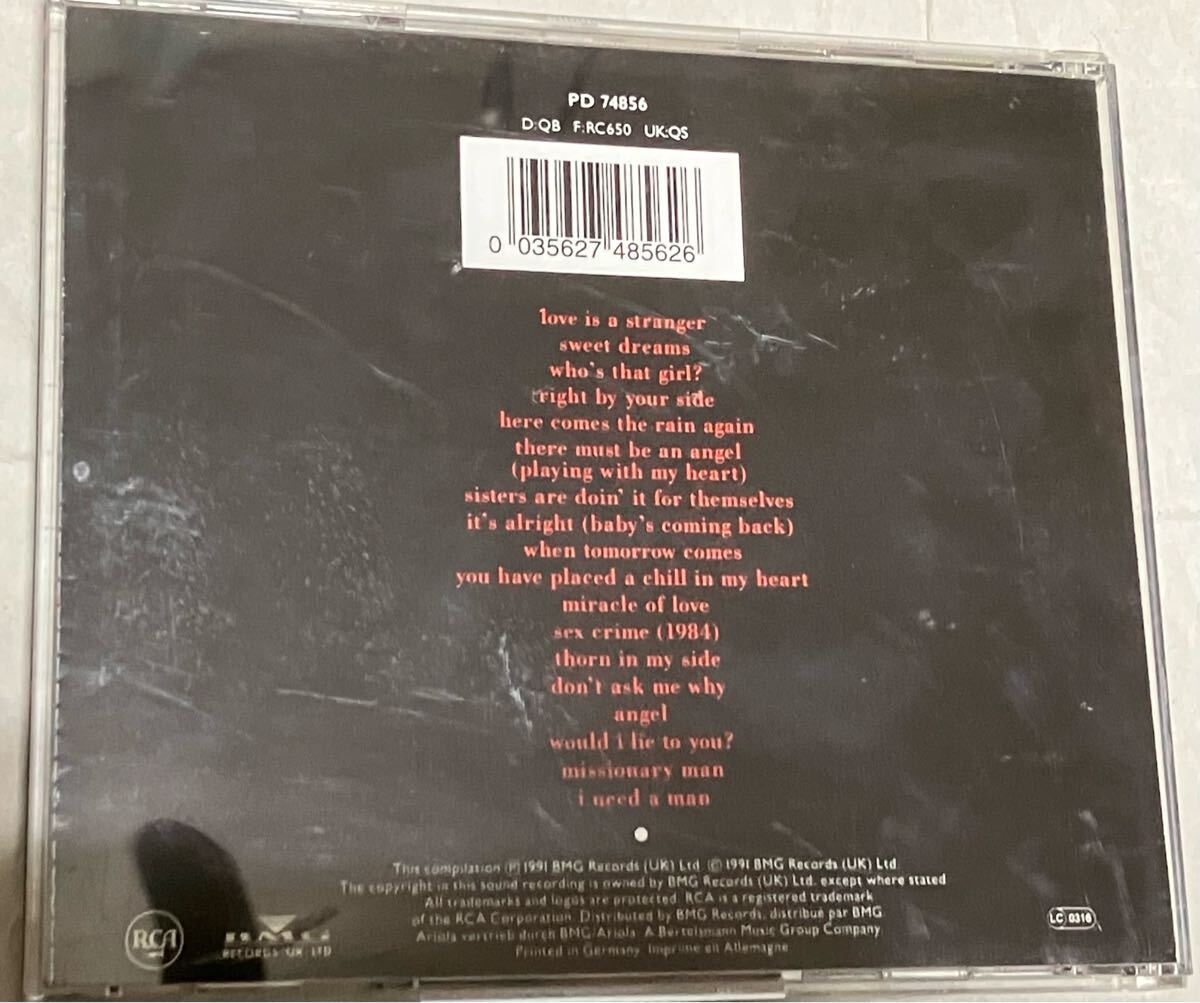 PD 74856
D:QB F:RC650 UK:QS
0 035627 485626
love is a stranger
sweet dreams
who's that girl?
right by your side
here comes the rain again
there must be an angel
(playing with my heart)
sisters are doin' it for themselves
it's alright (baby's coming back)
when tomorrow comes
you have placed a chill in my heart
miracle of love
sex crime (1984)
thorn in my side
don't ask me why
angel
would i lie to you?
missionary man
i need a man
This compilation ℗ 1991 BMG Records (UK) Ltd. © 1991 BMG Records (UK) Ltd.
The copyright in this sound recording is owned by BMG Records (UK) Ltd. except where stated
All trademarks and logos are protected. RCA is a registered trademark
of the RCA Corporation. Distributed by BMG Records, distribué par BMG
Ariola vertrieb durch BMG/Ariola. A Bertelsmann Music Group Company
Printed in Germany. Imprimé en Allemagne
RCA
BMG
RECORDS UK LTD
LC 0316